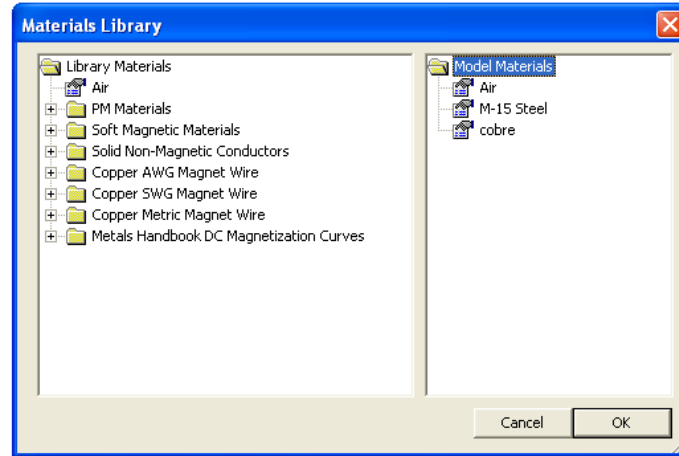 Materials Library
Library Materials
Air
PM Materials
Soft Magnetic Materials
Solid Non-Magnetic Conductors
Copper AWG Magnet Wire
Copper SWG Magnet Wire
Copper Metric Magnet Wire
Metals Handbook DC Magnetization Curves
Model Materials
Air
M-15 Steel
cobre
Cancel
OK